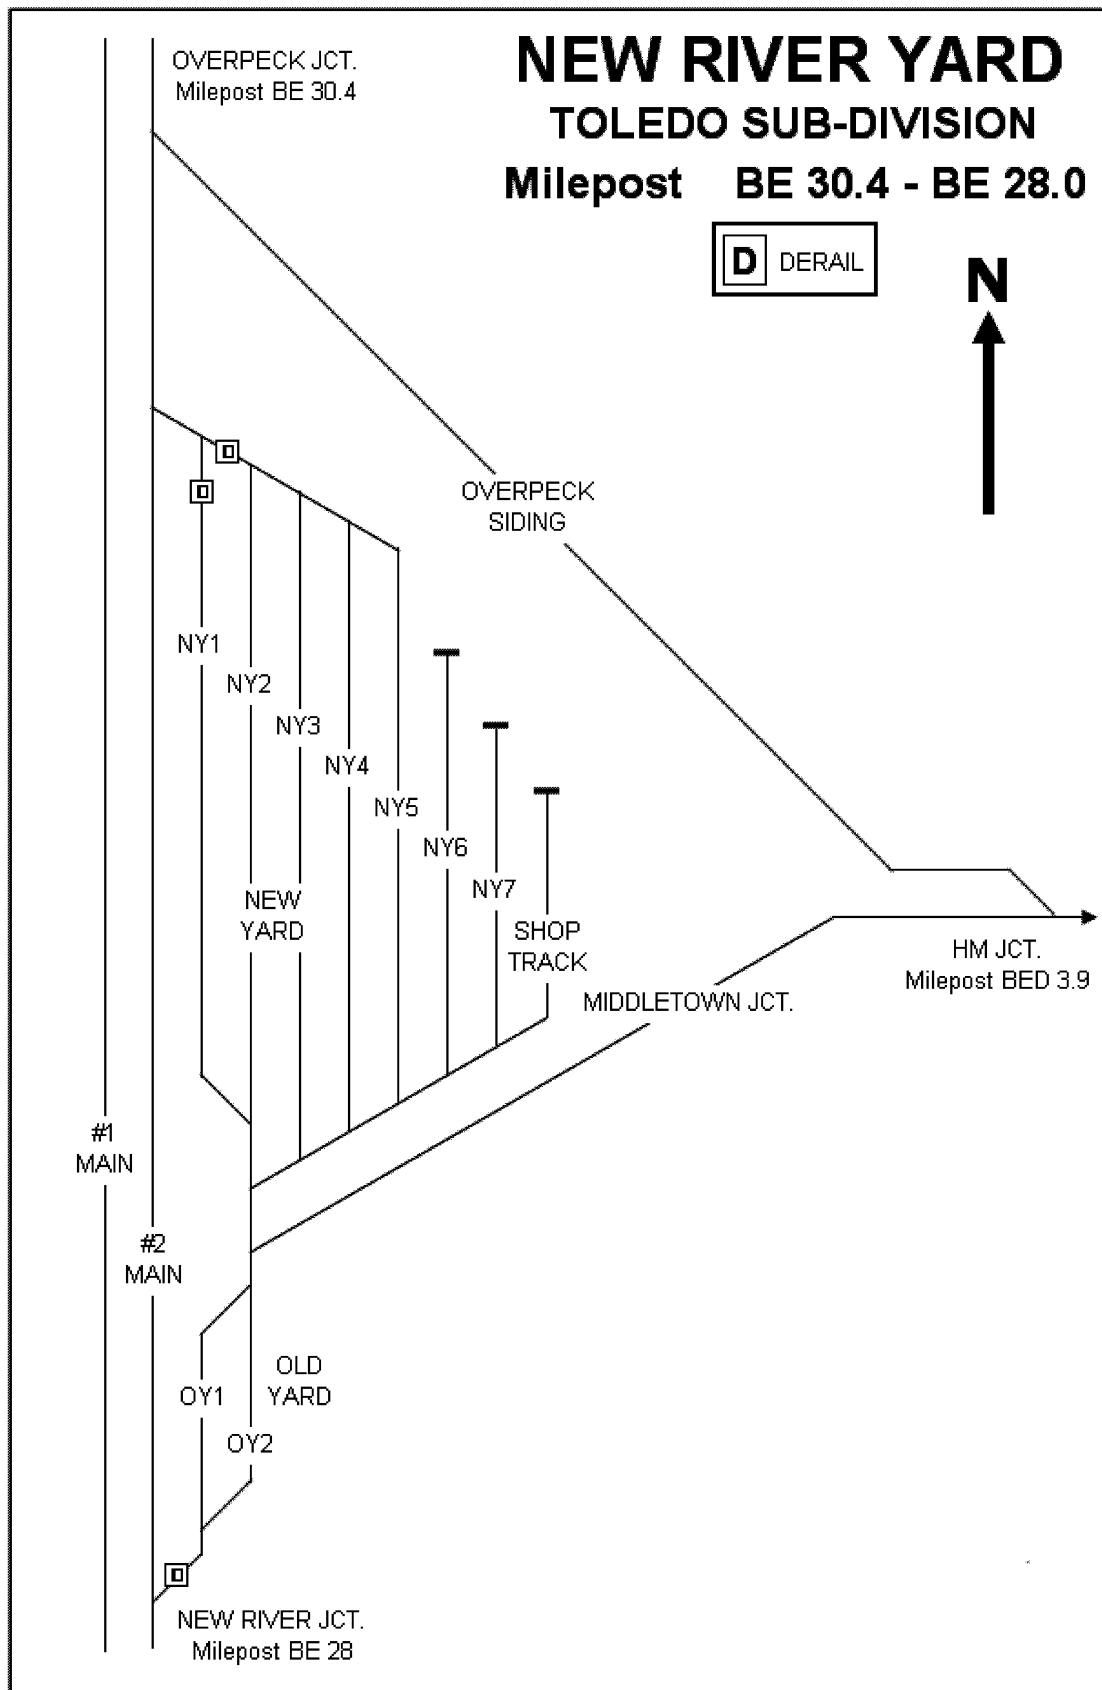 NEW RIVER YARD
TOLEDO SUB-DIVISION
Milepost BE 30.4 - BE 28.0
OVERPECK JCT.
Milepost BE 30.4
D DERAIL
N
D
D
OVERPECK
SIDING
NY1
NY2
NY3
NY4
NY5
NY6
NY7
NEW
YARD
SHOP
TRACK
HM JCT.
Milepost BED 3.9
MIDDLETOWN JCT.
#1
MAIN
#2
MAIN
OLD
YARD
OY1
OY2
D
NEW RIVER JCT.
Milepost BE 28